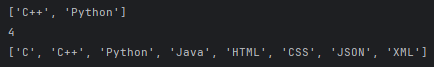 ['C++', 'Python']
4
['C', 'C++', 'Python', 'Java', 'HTML', 'CSS', 'JSON', 'XML']